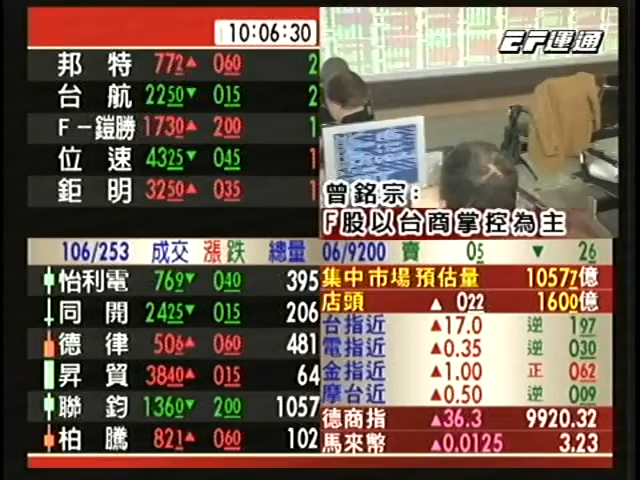 10:06:30
EF運通
邦特 772▲ 060 2
台航 2250▼ 015 2
F－鎧勝 1730▲ 200 1
位速 4325▼ 045 1
鉅明 3250▲ 035 1
曾銘宗:
F股以台商掌控為主
106/253 成交 漲跌 總量
06/9200 賣 05 ▼ 26
怡利電 769▼ 040 395
同開 2425▼ 015 206
德律 506▲ 060 481
昇貿 3840▲ 015 64
聯鈞 1360▼ 200 1057
柏騰 821▲ 060 102
集中市場預估量 10577億
店頭 ▲ 022 1600億
台指近 ▲17.0 逆 197
電指近 ▲0.35 逆 030
金指近 ▲1.00 正 062
摩台近 ▲0.50 逆 009
德商指 ▲36.3 9920.32
馬來幣 ▲0.0125 3.23